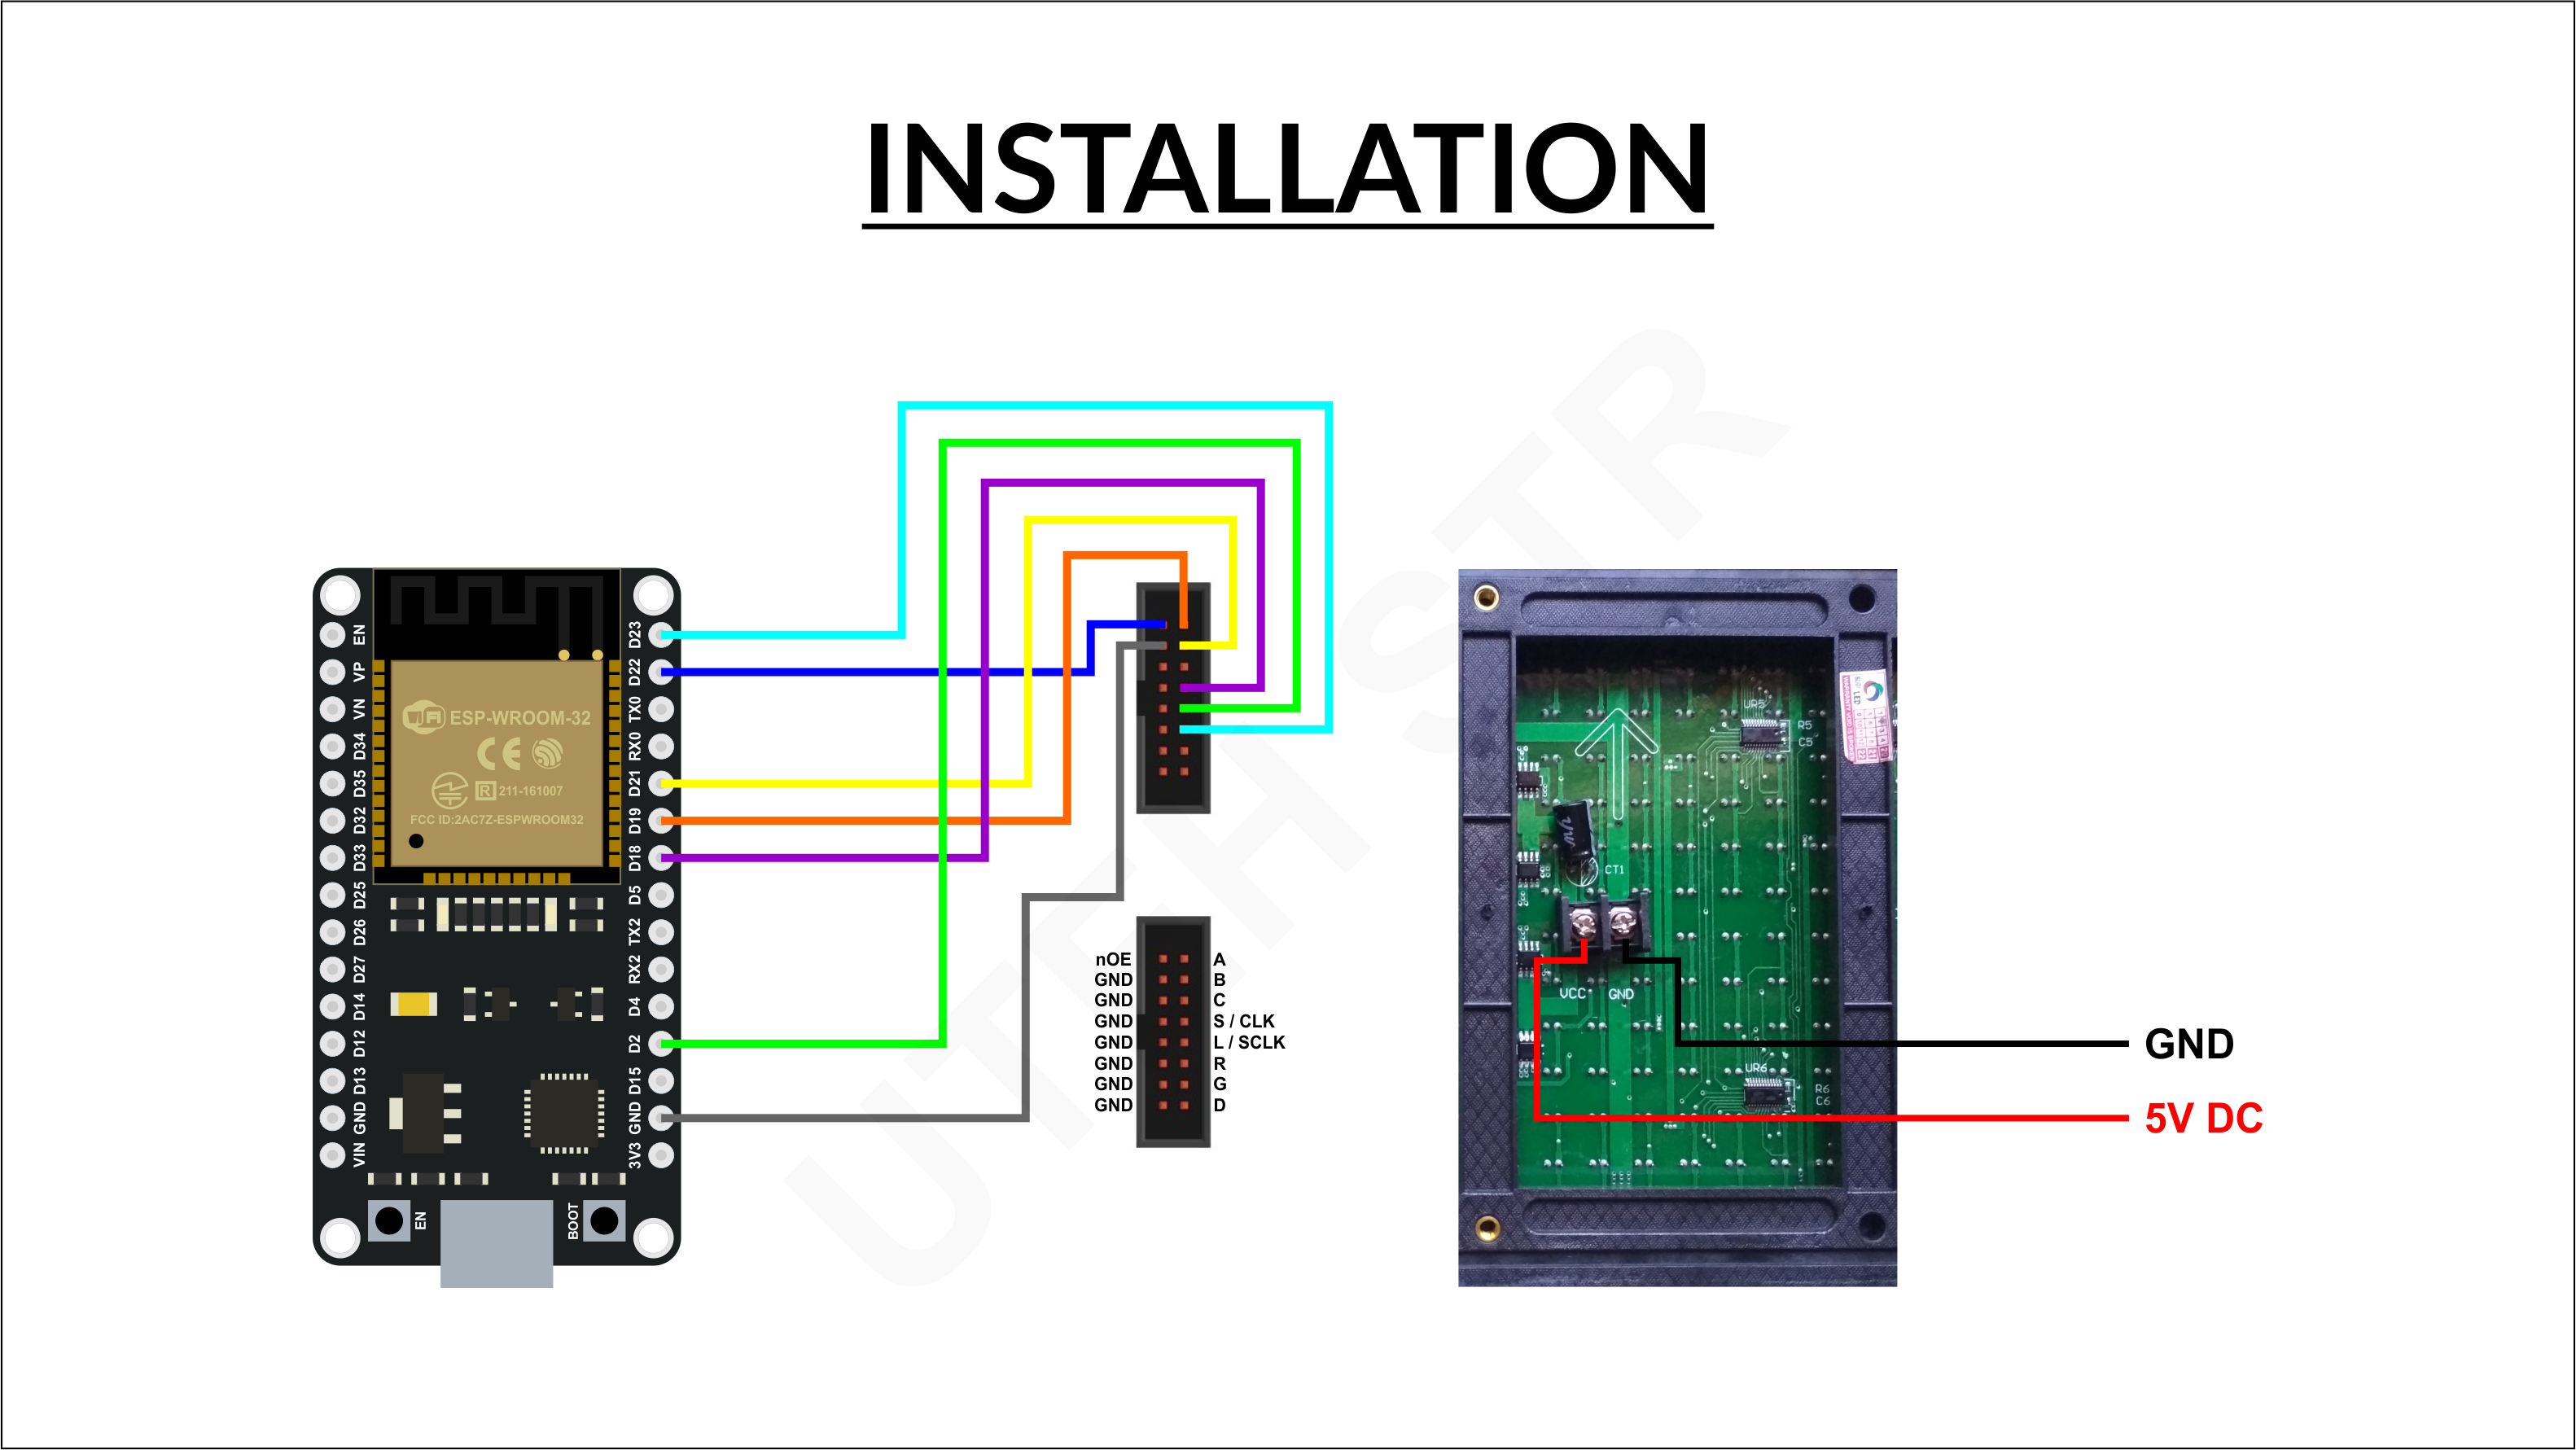 INSTALLATION
UTEH STR
EN
VP
VN
D34
D35
D32
D33
D25
D26
D27
D14
D12
D13
GND
VIN
D23
D22
TX0
RX0
D21
D19
D18
D5
TX2
RX2
D4
D2
D15
GND
3V3
WiFi ESP-WROOM-32
CE
R 211-161007
FCC ID:2AC7Z-ESPWROOM32
EN
BOOT
nOE A
GND B
GND C
GND S / CLK
GND L / SCLK
GND R
GND G
GND D
UR5
R5
C5
LED
CT1
VCC GND
UR6
R6
C6
GND
5V DC